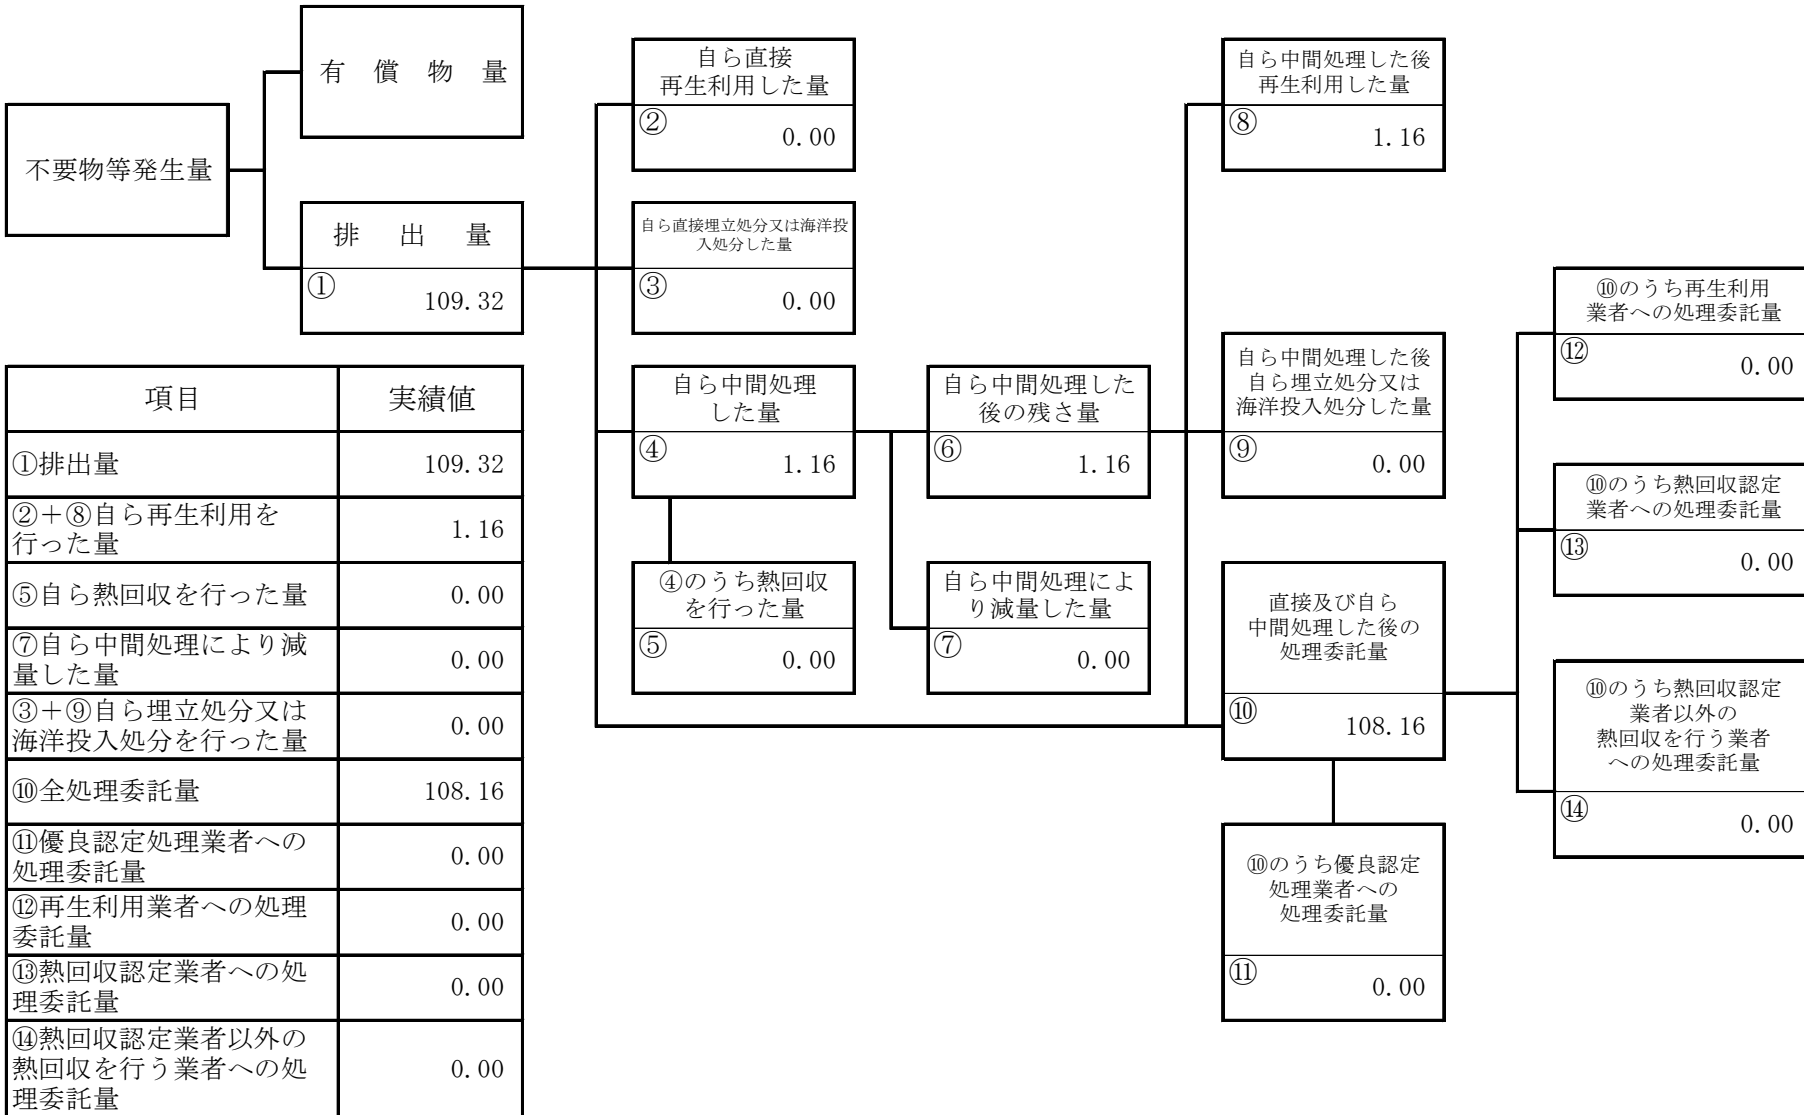 有償物量
不要物等発生量
排出量
①
109.32
自ら直接
再生利用した量
②
0.00
自ら直接埋立処分又は海洋投
入処分した量
③
0.00
自ら中間処理
した量
④
1.16
④のうち熱回収
を行った量
⑤
0.00
自ら中間処理した
後の残さ量
⑥
1.16
自ら中間処理によ
り減量した量
⑦
0.00
自ら中間処理した後
再生利用した量
⑧
1.16
自ら中間処理した後
自ら埋立処分又は
海洋投入処分した量
⑨
0.00
直接及び自ら
中間処理した後の
処理委託量
⑩
108.16
⑩のうち優良認定
処理業者への
処理委託量
⑪
0.00
⑩のうち再生利用
業者への処理委託量
⑫
0.00
⑩のうち熱回収認定
業者への処理委託量
⑬
0.00
⑩のうち熱回収認定
業者以外の
熱回収を行う業者
への処理委託量
⑭
0.00
項目 実績値
①排出量 109.32
②＋⑧自ら再生利用を
行った量 1.16
⑤自ら熱回収を行った量 0.00
⑦自ら中間処理により減
量した量 0.00
③＋⑨自ら埋立処分又は
海洋投入処分を行った量 0.00
⑩全処理委託量 108.16
⑪優良認定処理業者への
処理委託量 0.00
⑫再生利用業者への処理
委託量 0.00
⑬熱回収認定業者への処
理委託量 0.00
⑭熱回収認定業者以外の
熱回収を行う業者への処
理委託量 0.00